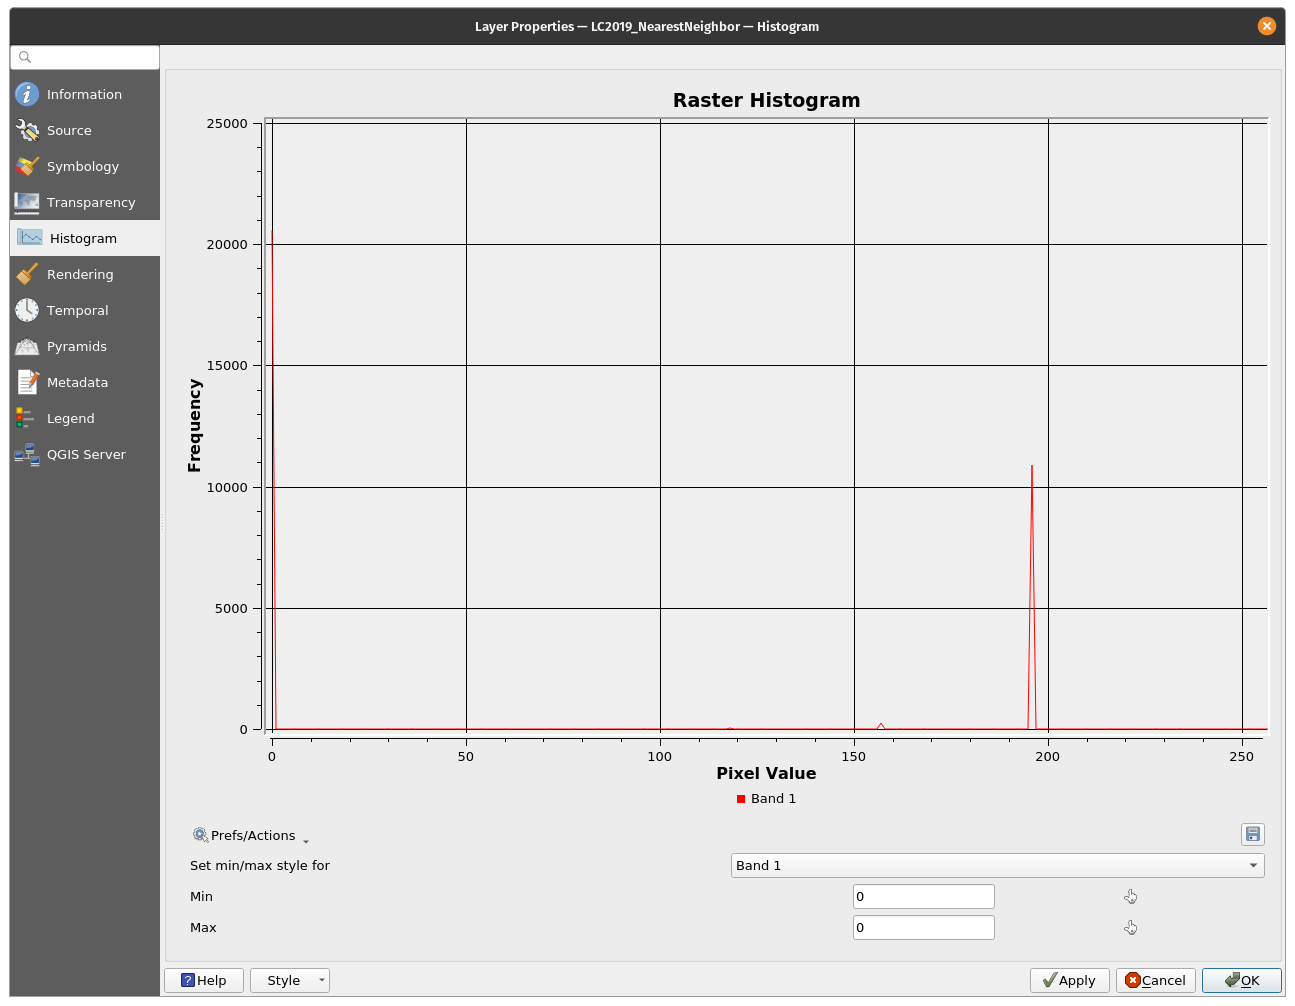 Layer Properties — LC2019_NearestNeighbor — Histogram
Information
Source
Symbology
Transparency
Histogram
Rendering
Temporal
Pyramids
Metadata
Legend
QGIS Server
Raster Histogram
25000
20000
15000
10000
5000
0
Frequency
0 50 100 150 200 250
Pixel Value
Band 1
Prefs/Actions
Set min/max style for Band 1
Min 0
Max 0
Help Style Apply Cancel OK